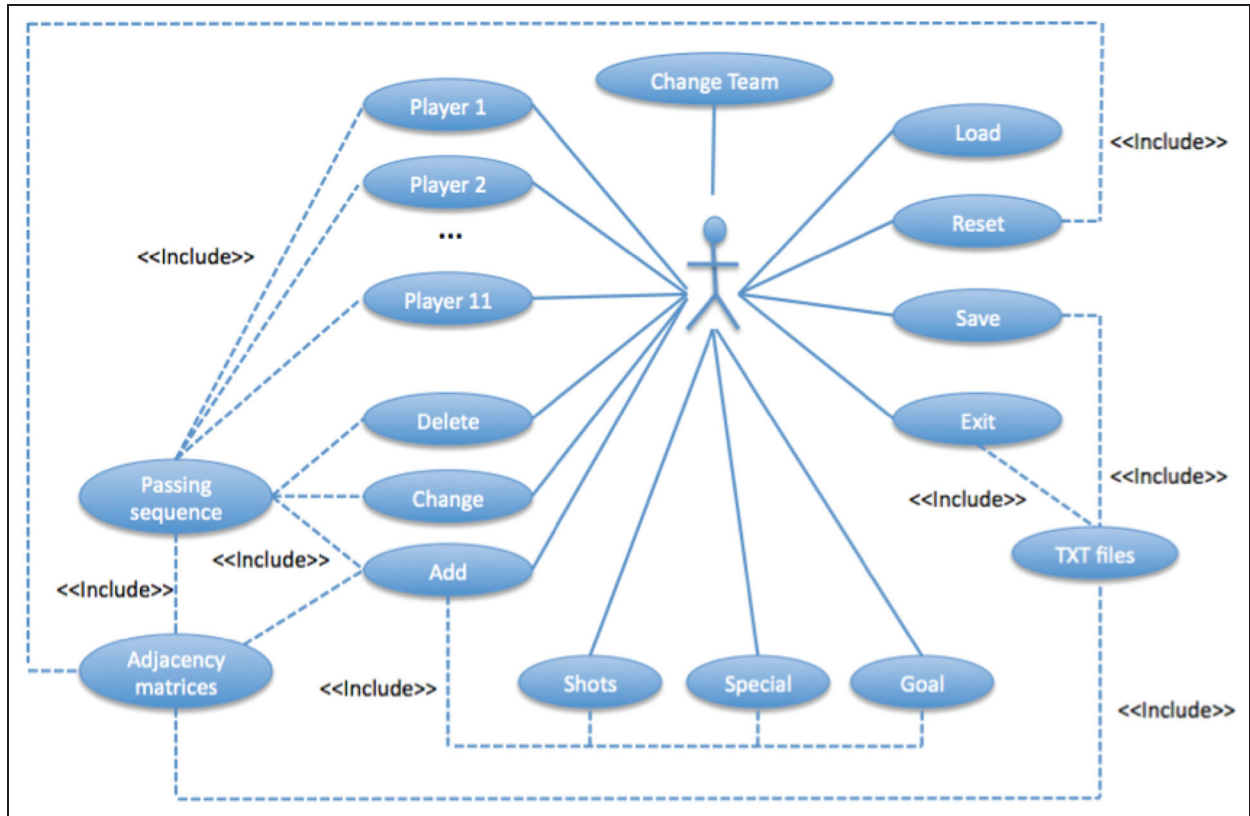 Change Team
Player 1
Load
<<Include>>
Player 2
...
Reset
<<Include>>
Player 11
Save
Delete
Exit
Passing
sequence
Change
<<Include>>
<<Include>>
<<Include>>
Add
TXT files
<<Include>>
Adjacency
matrices
<<Include>>
Shots
Special
Goal
<<Include>>